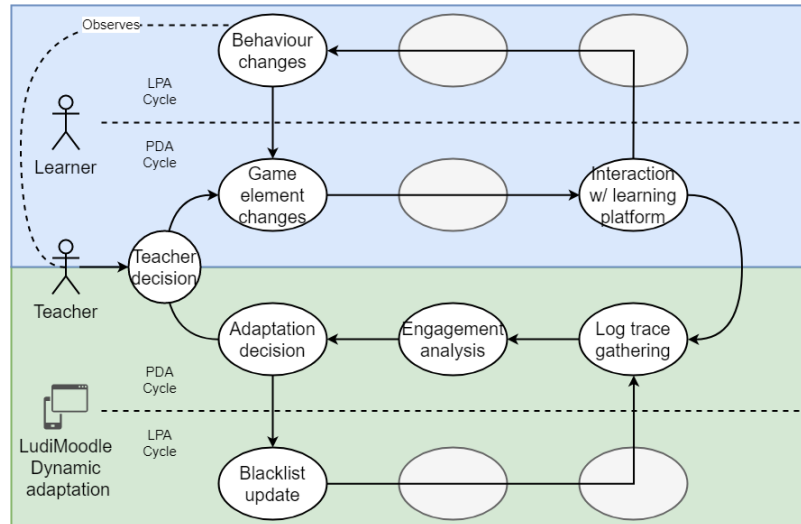 Observes
Behaviour
changes
LPA
Cycle
Learner
PDA
Cycle
Game
element
changes
Interaction
w/ learning
platform
Teacher
decision
Teacher
Adaptation
decision
Engagement
analysis
Log trace
gathering
PDA
Cycle
LudiMoodle
Dynamic
adaptation
LPA
Cycle
Blacklist
update